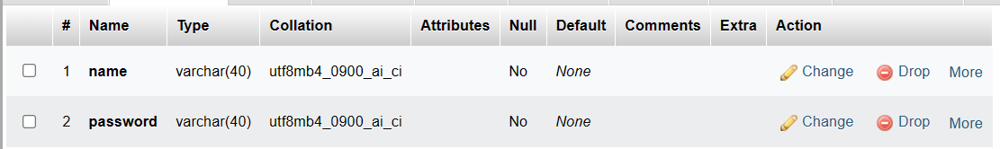 # Name Type Collation Attributes Null Default Comments Extra Action
1 name varchar(40) utf8mb4_0900_ai_ci No None Change Drop More
2 password varchar(40) utf8mb4_0900_ai_ci No None Change Drop More